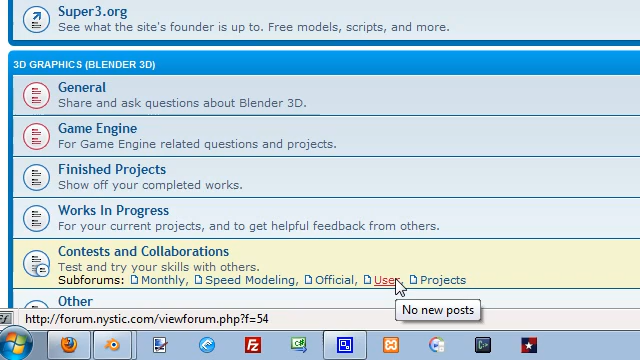 Super3.org
See what the site's founder is up to. Free models, scripts, and more.
3D GRAPHICS (BLENDER 3D)
General
Share and ask questions about Blender 3D.
Game Engine
For Game Engine related questions and projects.
Finished Projects
Show off your completed works.
Works In Progress
For your current projects, and to get helpful feedback from others.
Contests and Collaborations
Test and try your skills with others.
Subforums: Monthly, Speed Modeling, Official, User, Projects
Other
http://forum.nystic.com/viewforum.php?f=54
No new posts